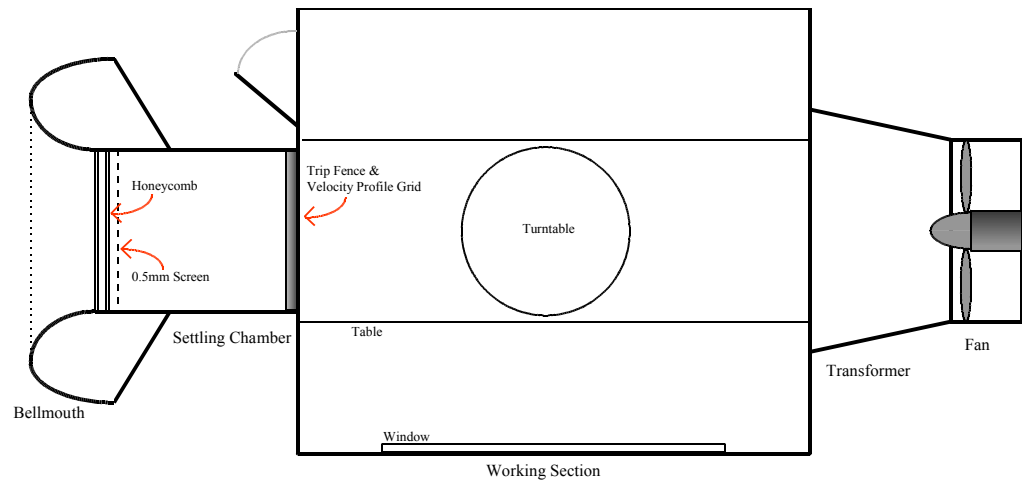 Trip Fence &
Velocity Profile Grid
Honeycomb
Turntable
0.5mm Screen
Settling Chamber
Table
Fan
Transformer
Bellmouth
Window
Working Section